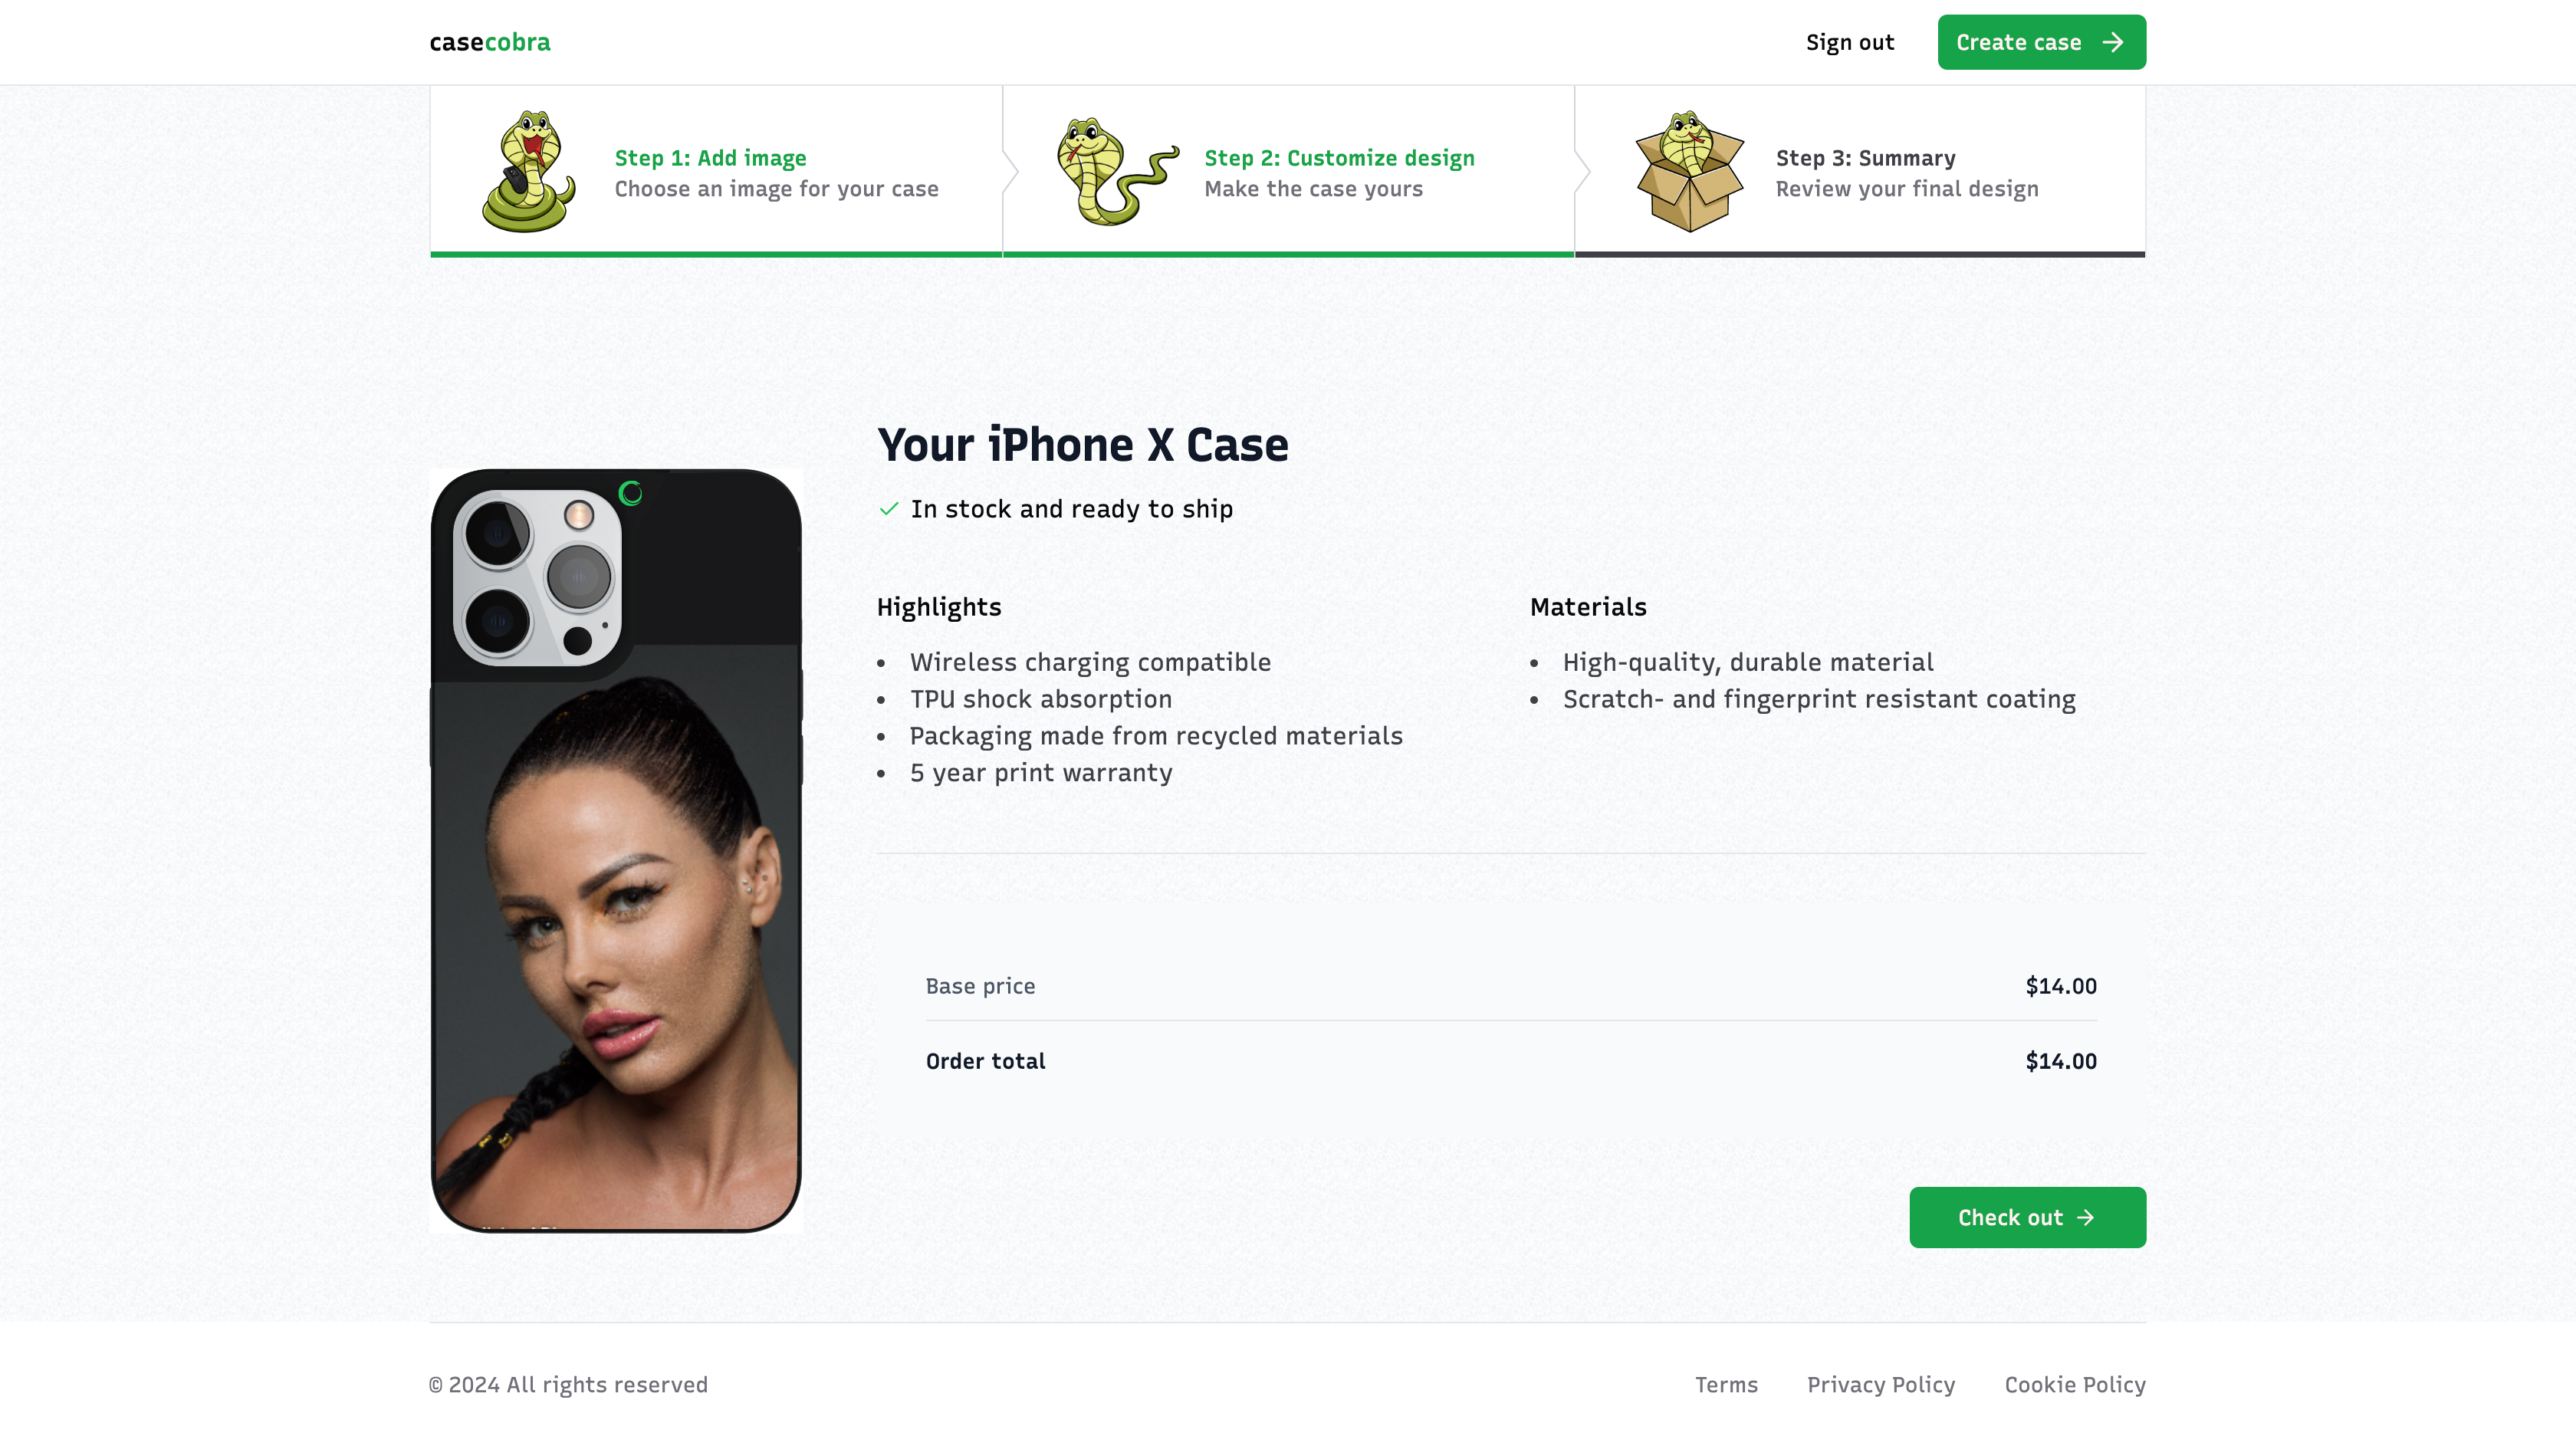 casecobra
Sign out
Create case
Step 1: Add image
Choose an image for your case
Step 2: Customize design
Make the case yours
Step 3: Summary
Review your final design
Your iPhone X Case
In stock and ready to ship
Highlights
Wireless charging compatible
TPU shock absorption
Packaging made from recycled materials
5 year print warranty
Materials
High-quality, durable material
Scratch- and fingerprint resistant coating
Base price
$14.00
Order total
$14.00
Check out
© 2024 All rights reserved
Terms
Privacy Policy
Cookie Policy